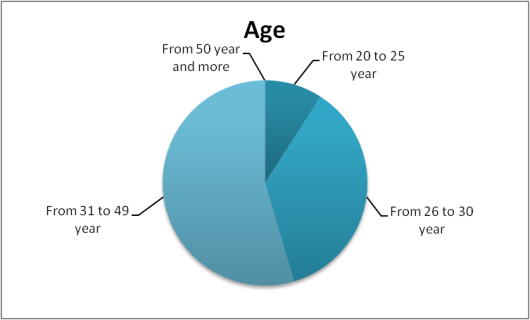 Age
From 50 year
and more
From 20 to 25
year
From 31 to 49
year
From 26 to 30
year